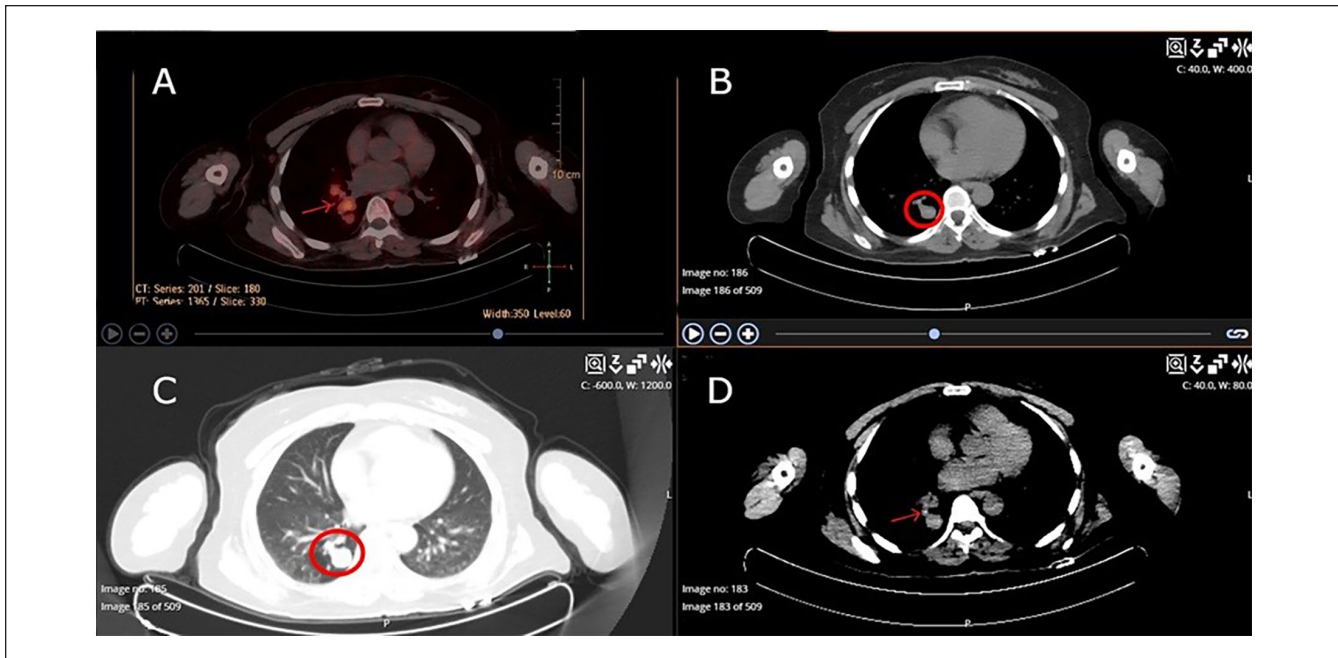 A
10 cm
A
R
L
P
CT: Series: 201 / Slice: 180
PT: Series: 1365 / Slice: 330
Width:350 Level:60
B
C: 40.0, W: 400.0
L
Image no: 186
Image 186 of 509
P
C
C: -600.0, W: 1200.0
L
Image no: 185
Image 185 of 509
P
D
C: 40.0, W: 80.0
L
Image no: 183
Image 183 of 509
P